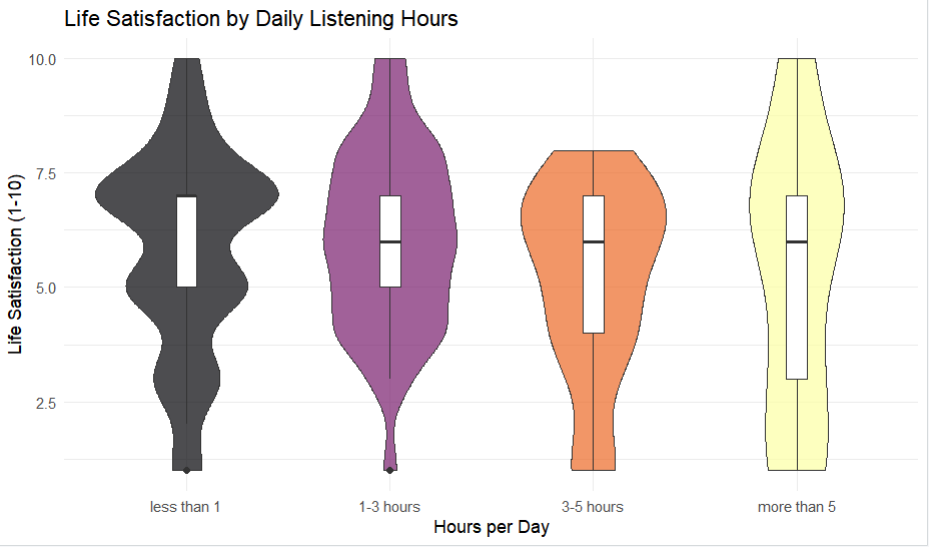 Life Satisfaction by Daily Listening Hours
Life Satisfaction (1-10)
10.0
7.5
5.0
2.5
less than 1
1-3 hours
3-5 hours
more than 5
Hours per Day